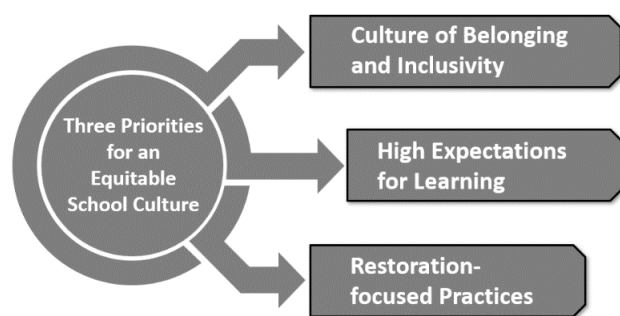 Three Priorities
for an
Equitable
School Culture
Culture of Belonging
and Inclusivity
High Expectations
for Learning
Restoration-
focused Practices